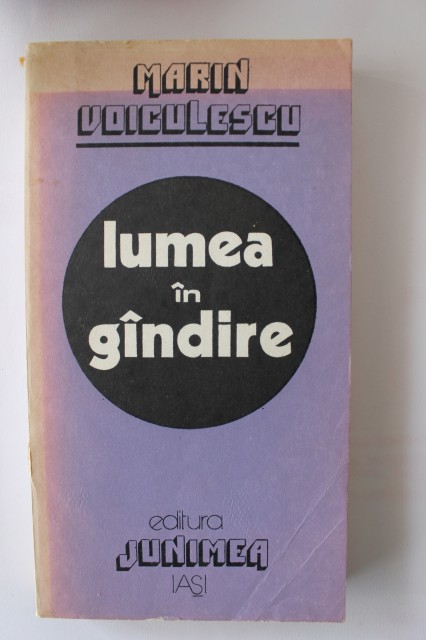 MARIN
VOICULESCU
lumea
în
gîndire
editura
JUNIMEA
IAȘI